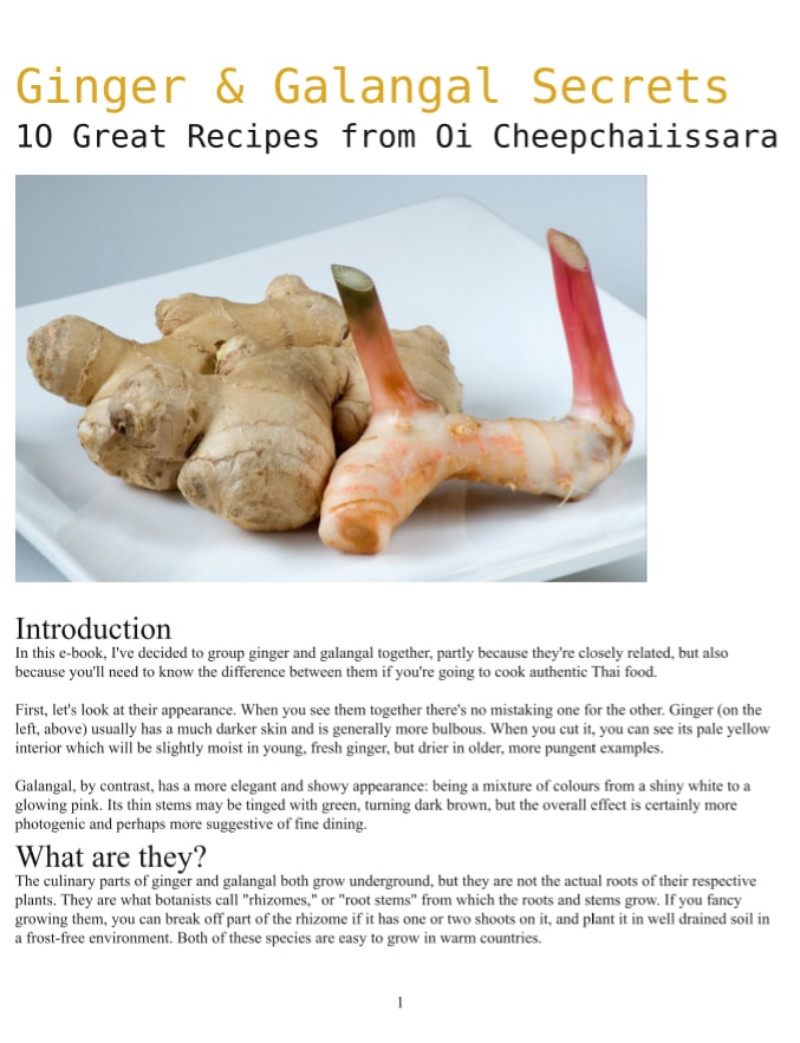 Ginger & Galangal Secrets
10 Great Recipes from Oi Cheepchaiissara
Introduction
In this e-book, I've decided to group ginger and galangal together, partly because they're closely related, but also
because you'll need to know the difference between them if you're going to cook authentic Thai food.
First, let's look at their appearance. When you see them together there's no mistaking one for the other. Ginger (on the
left, above) usually has a much darker skin and is generally more bulbous. When you cut it, you can see its pale yellow
interior which will be slightly moist in young, fresh ginger, but drier in older, more pungent examples.
Galangal, by contrast, has a more elegant and showy appearance: being a mixture of colours from a shiny white to a
glowing pink. Its thin stems may be tinged with green, turning dark brown, but the overall effect is certainly more
photogenic and perhaps more suggestive of fine dining.
What are they?
The culinary parts of ginger and galangal both grow underground, but they are not the actual roots of their respective
plants. They are what botanists call "rhizomes," or "root stems" from which the roots and stems grow. If you fancy
growing them, you can break off part of the rhizome if it has one or two shoots on it, and plant it in well drained soil in
a frost-free environment. Both of these species are easy to grow in warm countries.
1